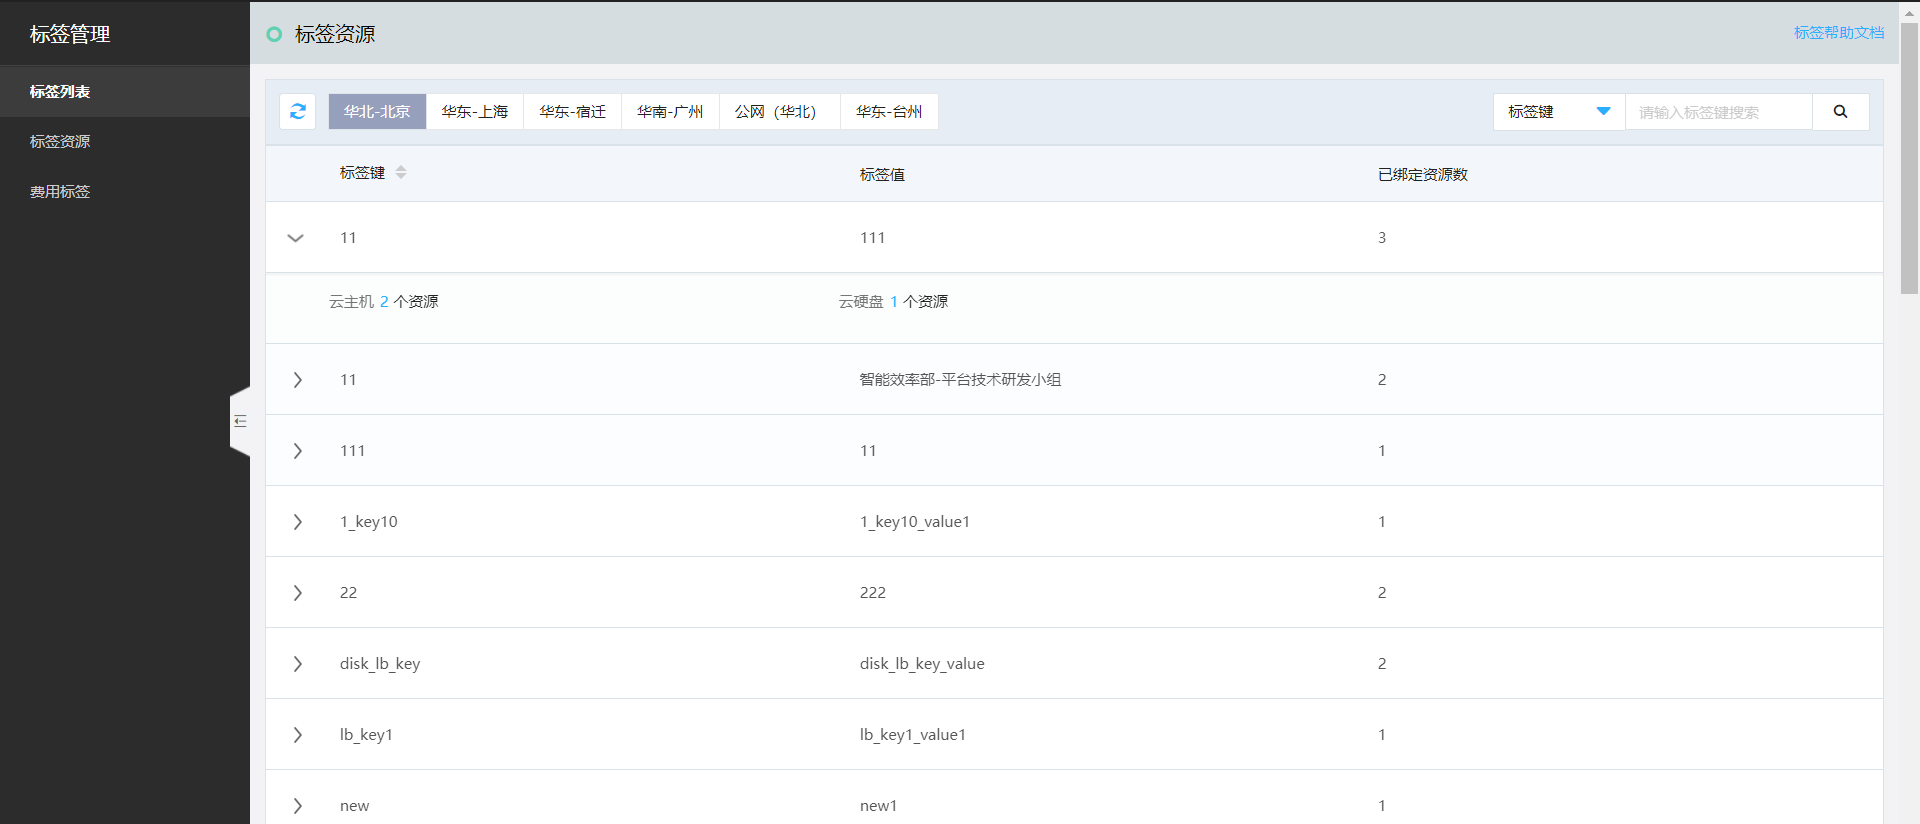 标签管理
标签列表
标签资源
费用标签
标签资源
标签帮助文档
华北-北京 华东-上海 华东-宿迁 华南-广州 公网（华北） 华东-台州
标签键 请输入标签键搜索
标签键 标签值 已绑定资源数
11 111 3
云主机 2 个资源 云硬盘 1 个资源
11 智能效率部-平台技术研发小组 2
111 11 1
1_key10 1_key10_value1 1
22 222 2
disk_lb_key disk_lb_key_value 2
lb_key1 lb_key1_value1 1
new new1 1